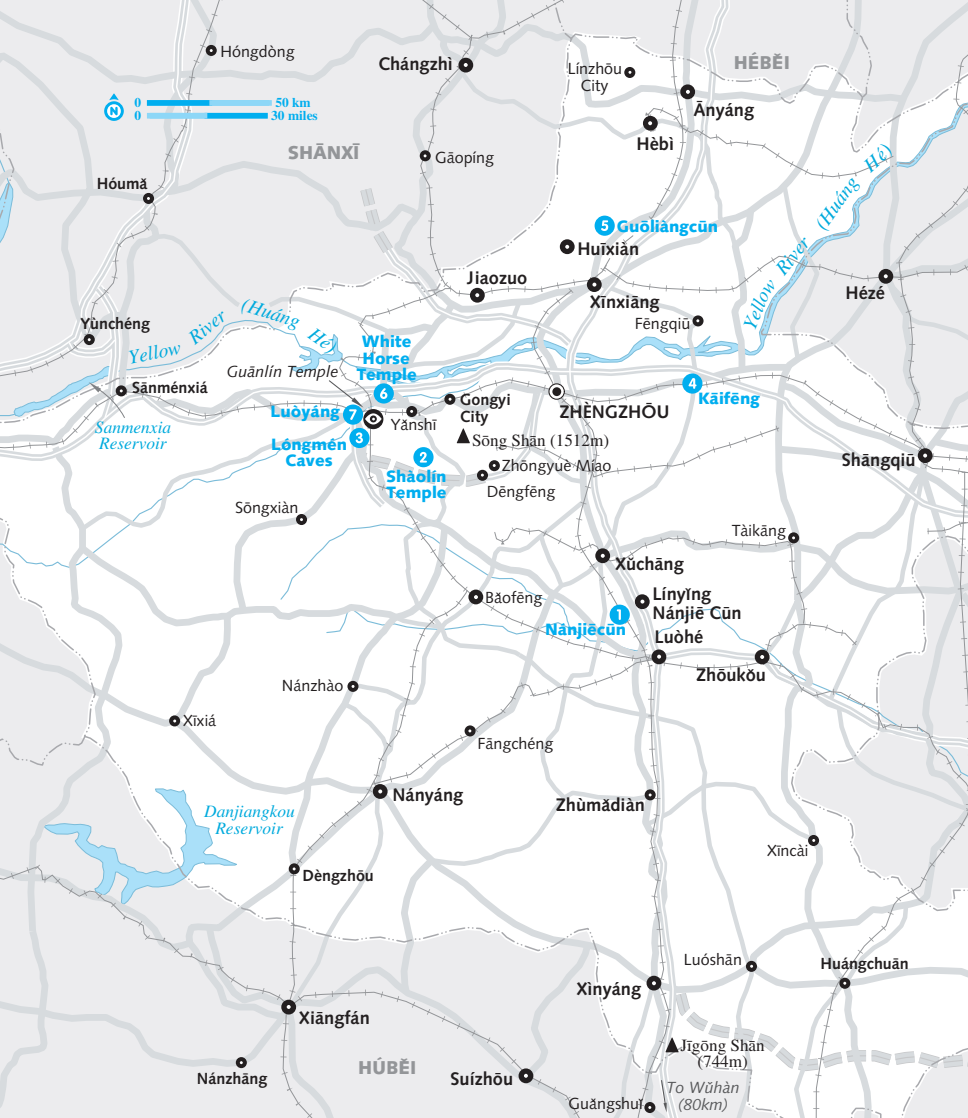 Hóngdòng
Chángzhì
Línzhōu
City
HÉBĚI
0
50 km
0
30 miles
N
Ānyáng
Hèbì
SHĀNXĪ
Gāopíng
Hóumǎ
Yellow River (Huáng Hé)
5 Guōliàngcūn
Huīxiàn
Jiaozuo
Xīnxiāng
Hézé
Fēngqiū
Yùnchéng
Yellow River (Huáng Hé)
White
Horse
Temple
6
Guānlín Temple
Sānménxiá
Sanmenxia
Reservoir
Luòyáng 7
Yǎnshī
Gongyi
City
ZHÈNGZHŌU
4
Kāifēng
Lóngmén
Caves
3
Sōng Shān (1512m)
2
Shàolín
Temple
Zhōngyuè Miào
Dēngfēng
Shāngqiū
Sōngxiàn
Tàikāng
Xǔchāng
Bǎofēng
Línyǐng
Nánjiē Cūn
1
Nánjiēcūn
Luòhé
Zhōukǒu
Nánzhào
Xīxiá
Fāngchéng
Nányáng
Zhùmǎdiàn
Danjiangkou
Reservoir
Xīncài
Dèngzhōu
Luóshān
Huángchuān
Xìnyáng
Xiāngfán
Jīgōng Shān
(744m)
HÚBĚI
Nánzhāng
Suízhōu
To Wǔhàn
(80km)
Guǎngshuǐ